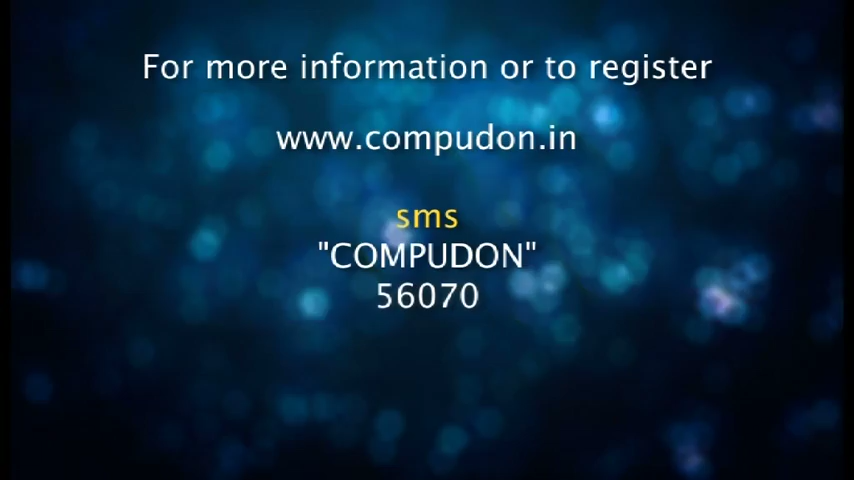 For more information or to register
www.compudon.in
sms
"COMPUDON"
56070